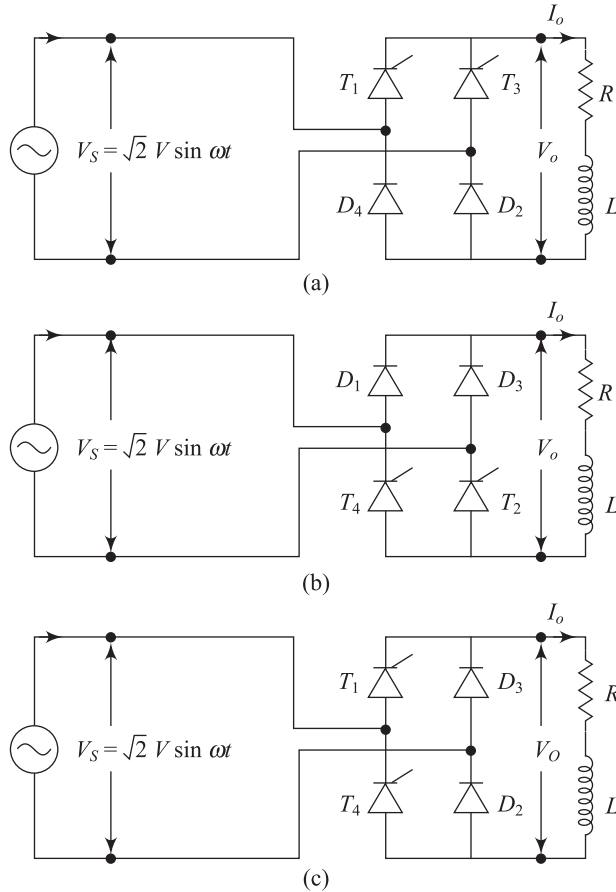 I_o
T_1
T_3
R
V_S = √2 V sin ωt
V_o
D_4
D_2
L
(a)
I_o
D_1
D_3
R
V_S = √2 V sin ωt
V_o
T_4
T_2
L
(b)
I_o
T_1
D_3
R
V_S = √2 V sin ωt
V_O
T_4
D_2
L
(c)